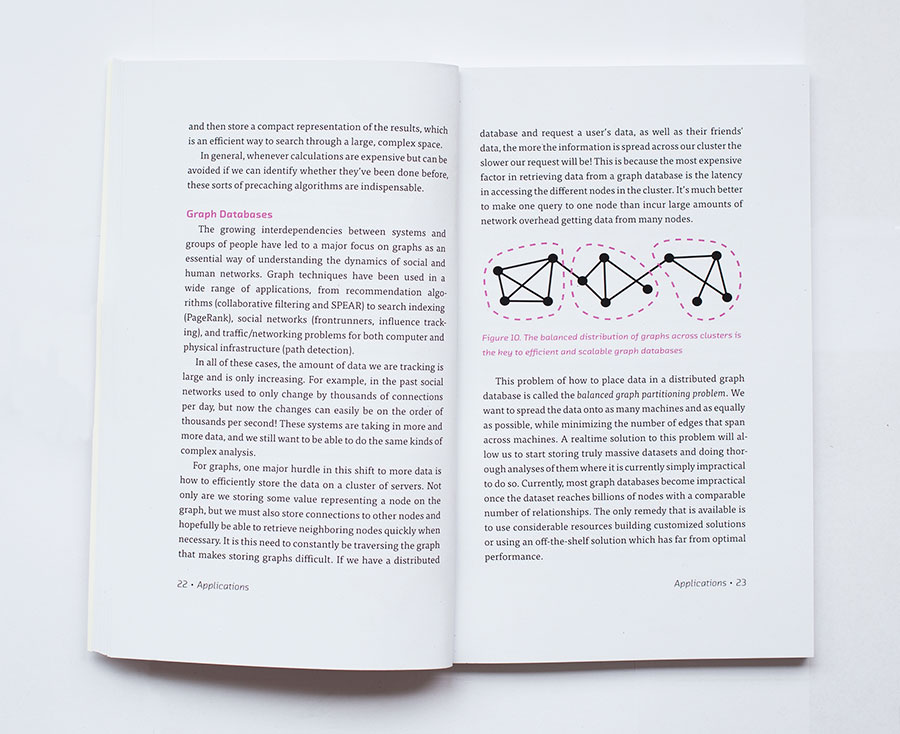 and then store a compact representation of the results, which
is an efficient way to search through a large, complex space.
In general, whenever calculations are expensive but can be
avoided if we can identify whether they've been done before,
these sorts of precaching algorithms are indispensable.
Graph Databases
The growing interdependencies between systems and
groups of people have led to a major focus on graphs as an
essential way of understanding the dynamics of social and
human networks. Graph techniques have been used in a
wide range of applications, from recommendation algo-
rithms (collaborative filtering and SPEAR) to search indexing
(PageRank), social networks (frontrunners, influence track-
ing), and traffic/networking problems for both computer and
physical infrastructure (path detection).
In all of these cases, the amount of data we are tracking is
large and is only increasing. For example, in the past social
networks used to only change by thousands of connections
per day, but now the changes can easily be on the order of
thousands per second! These systems are taking in more and
more data, and we still want to be able to do the same kinds of
complex analysis.
For graphs, one major hurdle in this shift to more data is
how to efficiently store the data on a cluster of servers. Not
only are we storing some value representing a node on the
graph, but we must also store connections to other nodes and
hopefully be able to retrieve neighboring nodes quickly when
necessary. It is this need to constantly be traversing the graph
that makes storing graphs difficult. If we have a distributed
22 • Applications
database and request a user's data, as well as their friends'
data, the more the information is spread across our cluster the
slower our request will be! This is because the most expensive
factor in retrieving data from a graph database is the latency
in accessing the different nodes in the cluster. It's much better
to make one query to one node than incur large amounts of
network overhead getting data from many nodes.
Figure 10. The balanced distribution of graphs across clusters is
the key to efficient and scalable graph databases
This problem of how to place data in a distributed graph
database is called the balanced graph partitioning problem. We
want to spread the data onto as many machines and as equally
as possible, while minimizing the number of edges that span
across machines. A realtime solution to this problem will al-
low us to start storing truly massive datasets and doing thor-
ough analyses of them where it is currently simply impractical
to do so. Currently, most graph databases become impractical
once the dataset reaches billions of nodes with a comparable
number of relationships. The only remedy that is available is
to use considerable resources building customized solutions
or using an off-the-shelf solution which has far from optimal
performance.
Applications • 23